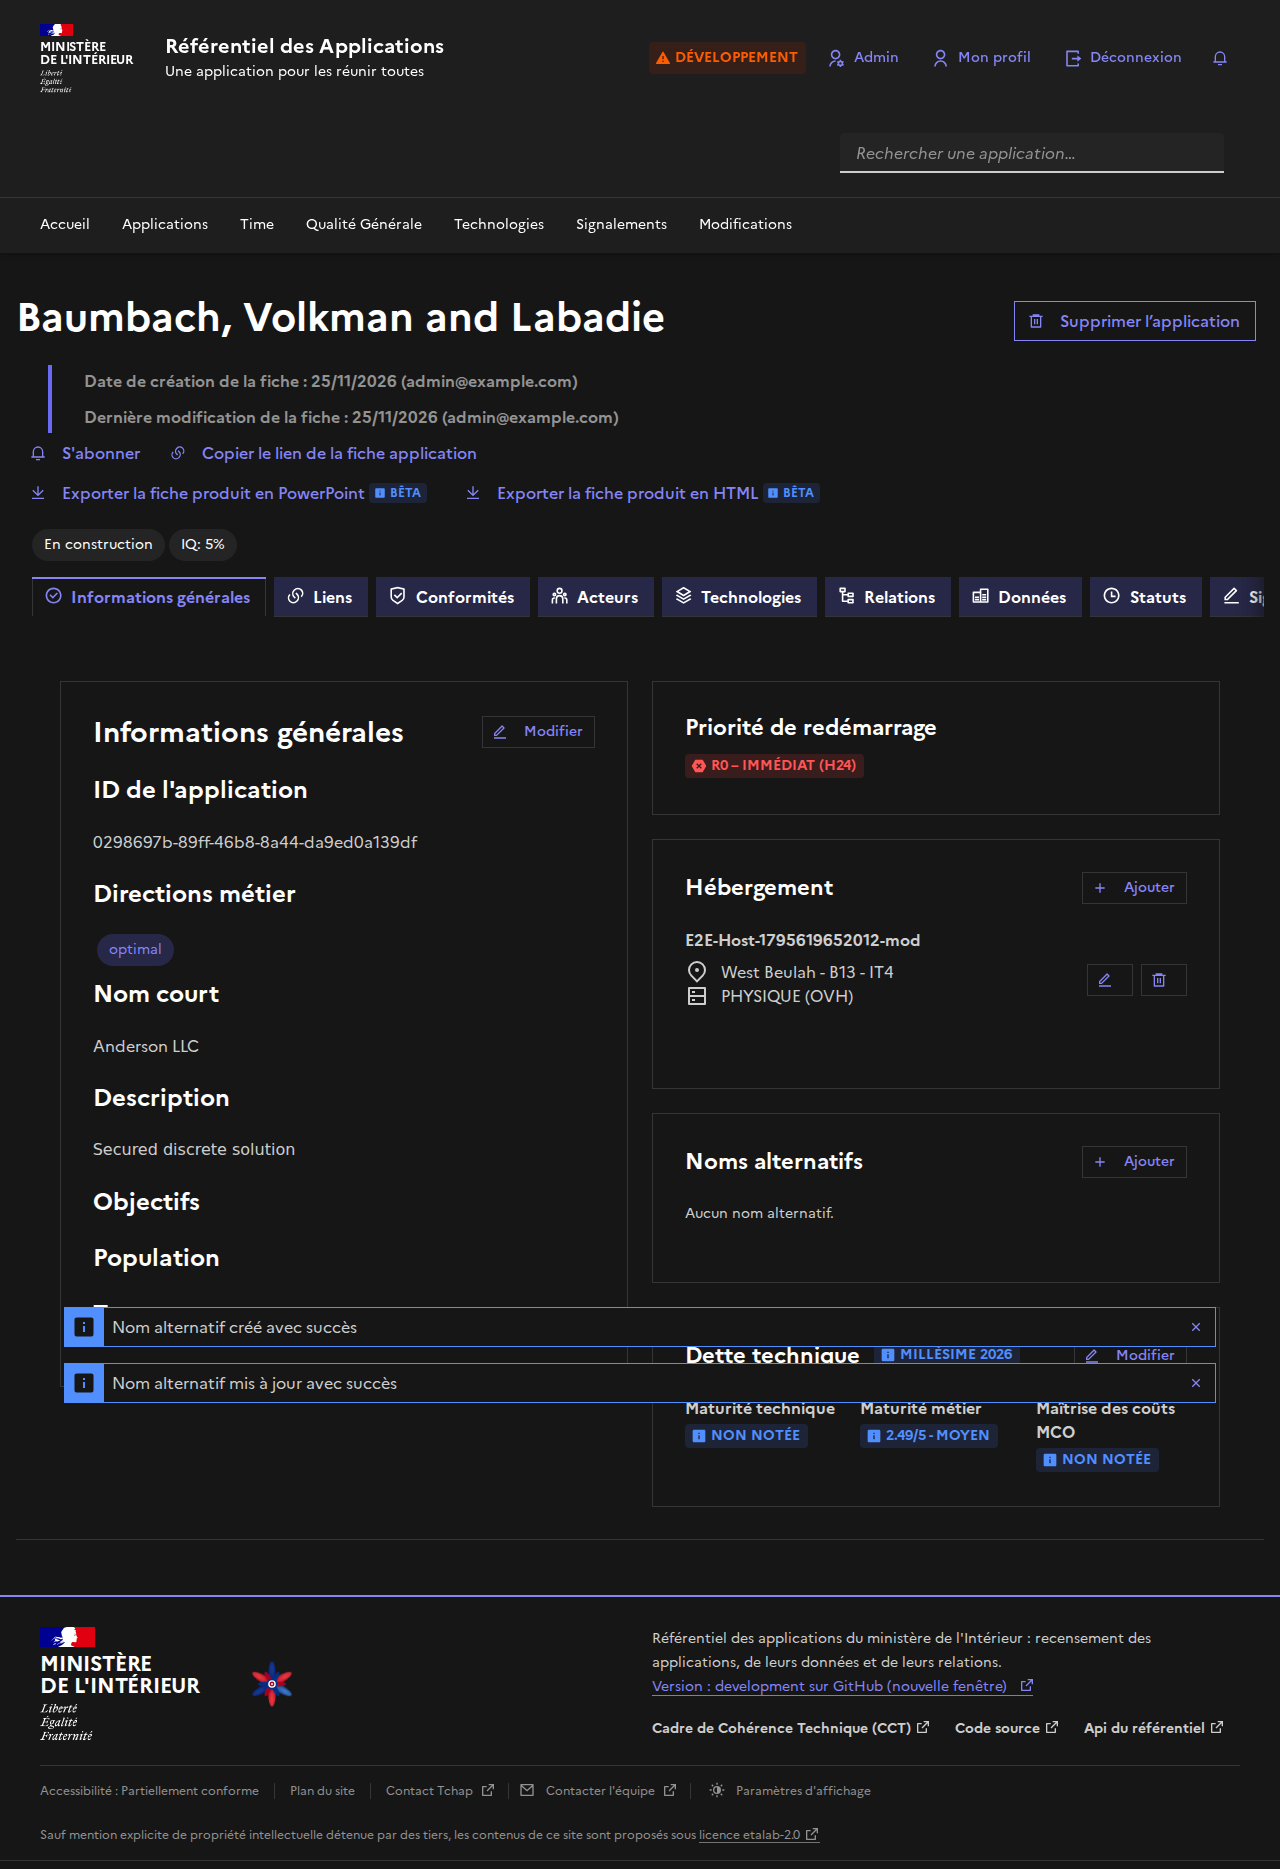 MINISTÈRE
DE L'INTÉRIEUR
Liberté
Égalité
Fraternité
Référentiel des Applications
Une application pour les réunir toutes
DÉVELOPPEMENT
Admin
Mon profil
Déconnexion
Rechercher une application…
Accueil
Applications
Time
Qualité Générale
Technologies
Signalements
Modifications
Baumbach, Volkman and Labadie
Supprimer l’application
Date de création de la fiche : 25/11/2026 (admin@example.com)
Dernière modification de la fiche : 25/11/2026 (admin@example.com)
S'abonner
Copier le lien de la fiche application
Exporter la fiche produit en PowerPoint BÊTA
Exporter la fiche produit en HTML BÊTA
En construction
IQ: 5%
Informations générales
Liens
Conformités
Acteurs
Technologies
Relations
Données
Statuts
Informations générales
Modifier
ID de l'application
0298697b-89ff-46b8-8a44-da9ed0a139df
Directions métier
optimal
Nom court
Anderson LLC
Description
Secured discrete solution
Objectifs
Population
Priorité de redémarrage
R0 – IMMÉDIAT (H24)
Hébergement
Ajouter
E2E-Host-1795619652012-mod
West Beulah - B13 - IT4
PHYSIQUE (OVH)
Noms alternatifs
Ajouter
Aucun nom alternatif.
Nom alternatif créé avec succès
Dette technique
MILLÉSIME 2026
Modifier
Nom alternatif mis à jour avec succès
Maturité technique
NON NOTÉE
Maturité métier
2.49/5 - MOYEN
Maîtrise des coûts
MCO
NON NOTÉE
MINISTÈRE
DE L'INTÉRIEUR
Liberté
Égalité
Fraternité
Référentiel des applications du ministère de l'Intérieur : recensement des
applications, de leurs données et de leurs relations.
Version : development sur GitHub (nouvelle fenêtre)
Cadre de Cohérence Technique (CCT)
Code source
Api du référentiel
Accessibilité : Partiellement conforme
Plan du site
Contact Tchap
Contacter l'équipe
Paramètres d'affichage
Sauf mention explicite de propriété intellectuelle détenue par des tiers, les contenus de ce site sont proposés sous licence etalab-2.0